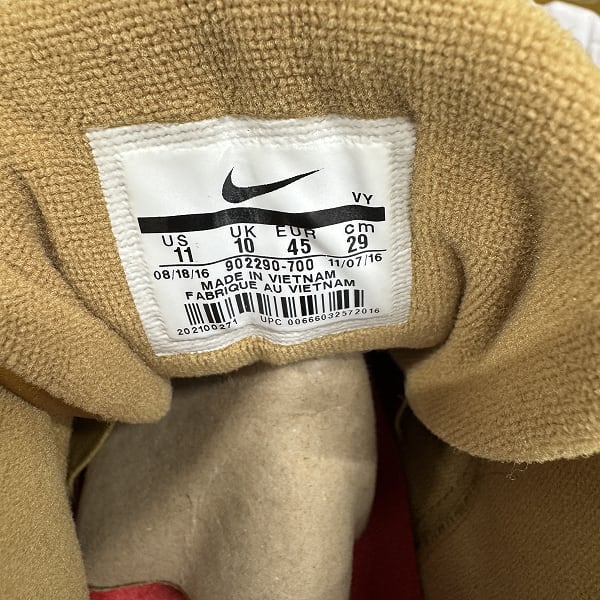 VY
US UK EUR cm
11 10 45 29
08/18/16 902290-700 11/07/16
MADE IN VIETNAM
FABRIQUE AU VIETNAM
202100271 UPC 00666032572016